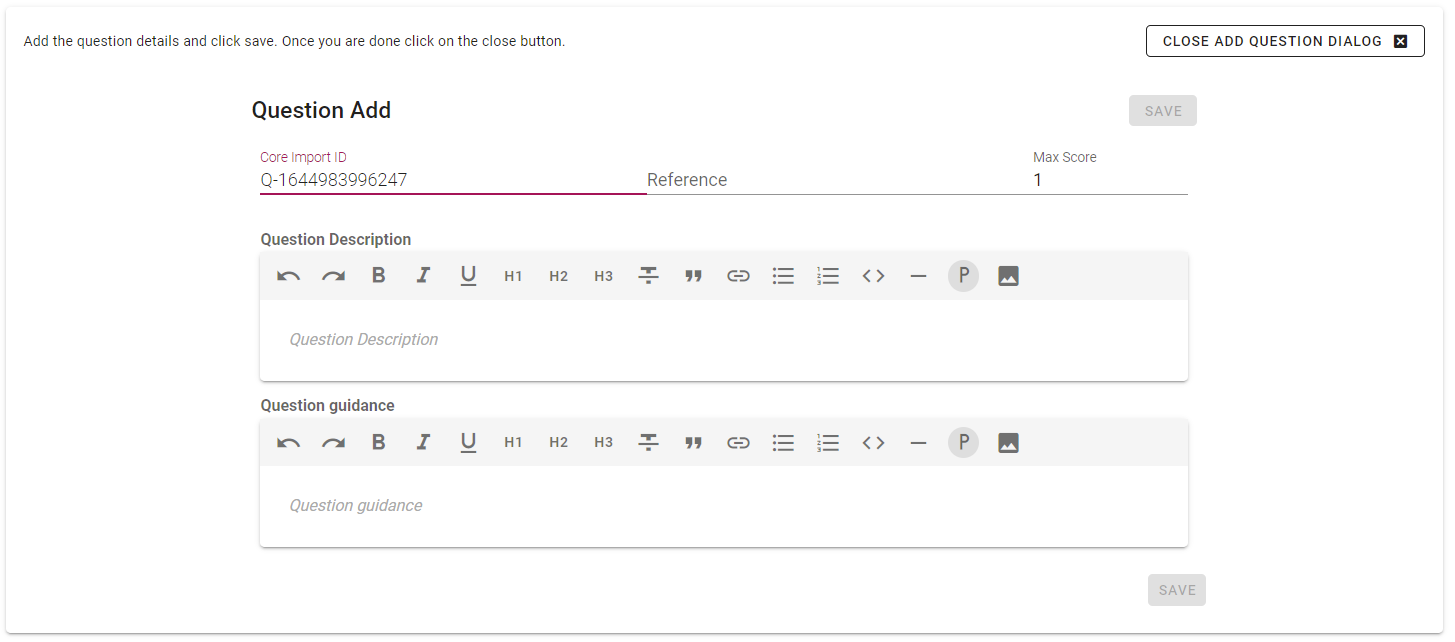 Add the question details and click save. Once you are done click on the close button.
CLOSE ADD QUESTION DIALOG
Question Add
SAVE
Core Import ID
Max Score
Q-1644983996247
Reference
1
Question Description
B I U H1 H2 H3 P
Question Description
Question guidance
B I U H1 H2 H3 P
Question guidance
SAVE